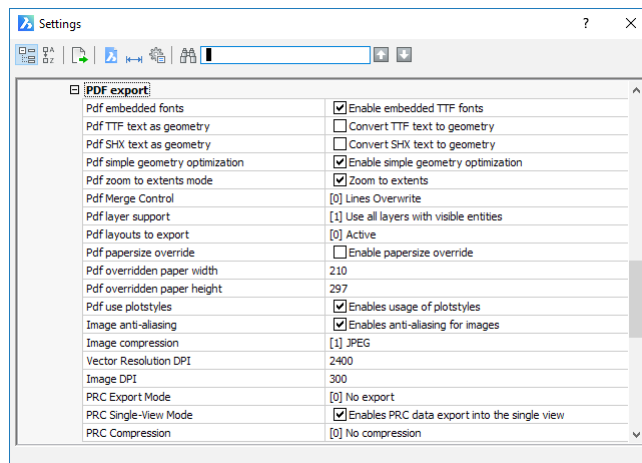 Settings
PDF export
Pdf embedded fonts Enable embedded TTF fonts
Pdf TTF text as geometry Convert TTF text to geometry
Pdf SHX text as geometry Convert SHX text to geometry
Pdf simple geometry optimization Enable simple geometry optimization
Pdf zoom to extents mode Zoom to extents
Pdf Merge Control [0] Lines Overwrite
Pdf layer support [1] Use all layers with visible entities
Pdf layouts to export [0] Active
Pdf papersize override Enable papersize override
Pdf overridden paper width 210
Pdf overridden paper height 297
Pdf use plotstyles Enables usage of plotstyles
Image anti-aliasing Enables anti-aliasing for images
Image compression [1] JPEG
Vector Resolution DPI 2400
Image DPI 300
PRC Export Mode [0] No export
PRC Single-View Mode Enables PRC data export into the single view
PRC Compression [0] No compression